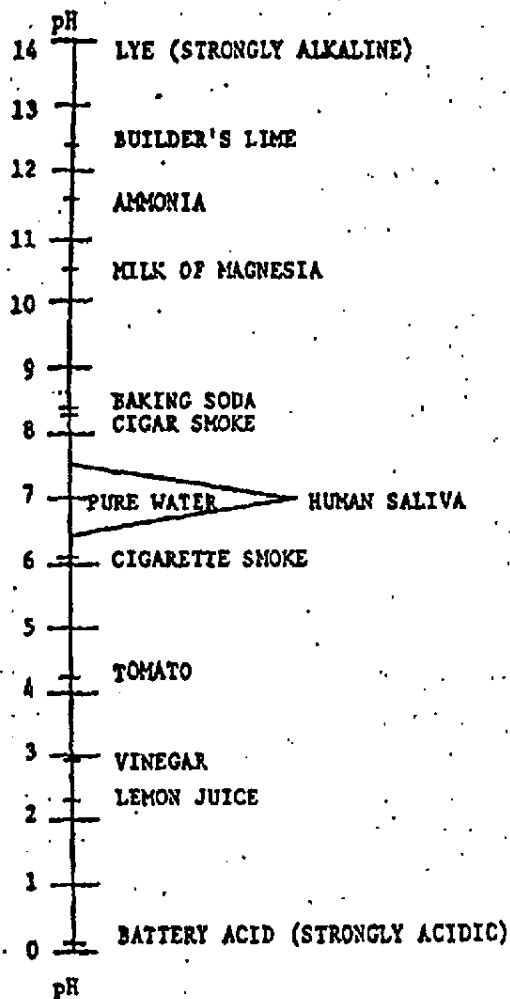 pH
14 LYE (STRONGLY ALKALINE)
13
BUILDER'S LIME
12
AMMONIA
11
MILK OF MAGNESIA
10
9
BAKING SODA
CIGAR SMOKE
8
7 PURE WATER HUMAN SALIVA
6 CIGARETTE SMOKE
5
TOMATO
4
3
VINEGAR
LEMON JUICE
2
1
BATTERY ACID (STRONGLY ACIDIC)
0
pH